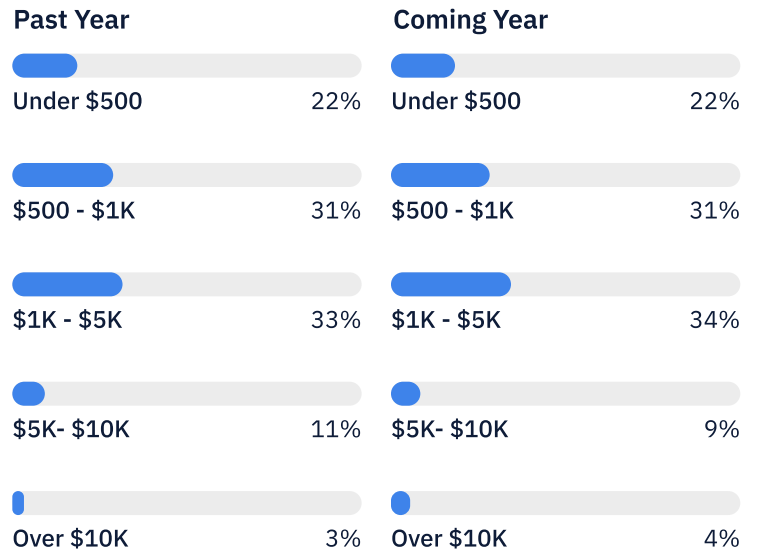 Past Year
Under $500 22%
$500 - $1K 31%
$1K - $5K 33%
$5K- $10K 11%
Over $10K 3%
Coming Year
Under $500 22%
$500 - $1K 31%
$1K - $5K 34%
$5K- $10K 9%
Over $10K 4%